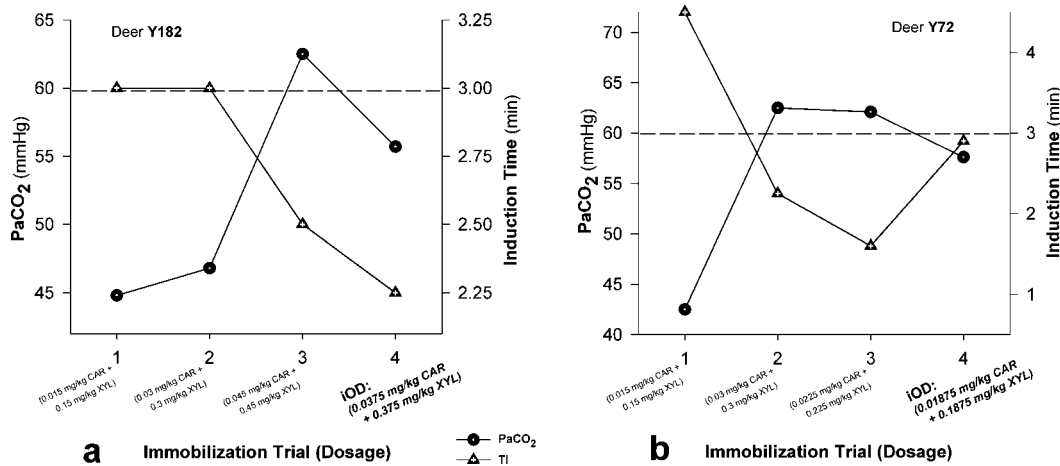 Deer Y182
65
60
55
50
45
PaCO2 (mmHg)
3.25
3.00
2.75
2.50
2.25
Induction Time (min)
1
2
3
4
(0.015 mg/kg CAR +
0.15 mg/kg XYL)
(0.03 mg/kg CAR +
0.3 mg/kg XYL)
(0.045 mg/kg CAR +
0.45 mg/kg XYL)
iOD:
(0.0375 mg/kg CAR
+ 0.375 mg/kg XYL)
a
Immobilization Trial (Dosage)
PaCO2
TI
Deer Y72
70
65
60
55
50
45
40
PaCO2 (mmHg)
4
3
2
1
Induction Time (min)
1
2
3
4
(0.015 mg/kg CAR +
0.15 mg/kg XYL)
(0.03 mg/kg CAR +
0.3 mg/kg XYL)
(0.0225 mg/kg CAR +
0.225 mg/kg XYL)
iOD:
(0.01875 mg/kg CAR
+ 0.1875 mg/kg XYL)
b
Immobilization Trial (Dosage)